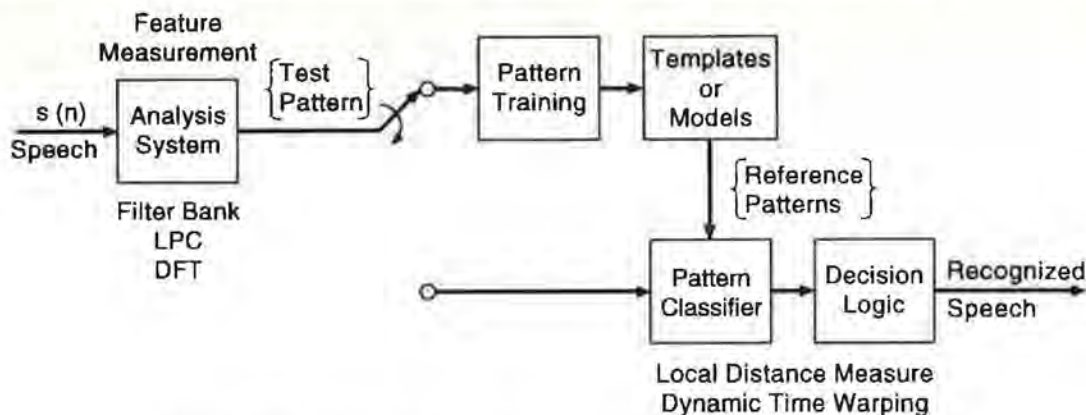 Feature
Measurement
s (n)
Speech
Analysis
System
Filter Bank
LPC
DFT
Test
Pattern
Pattern
Training
Templates
or
Models
Reference
Patterns
Pattern
Classifier
Local Distance Measure
Dynamic Time Warping
Decision
Logic
Recognized
Speech